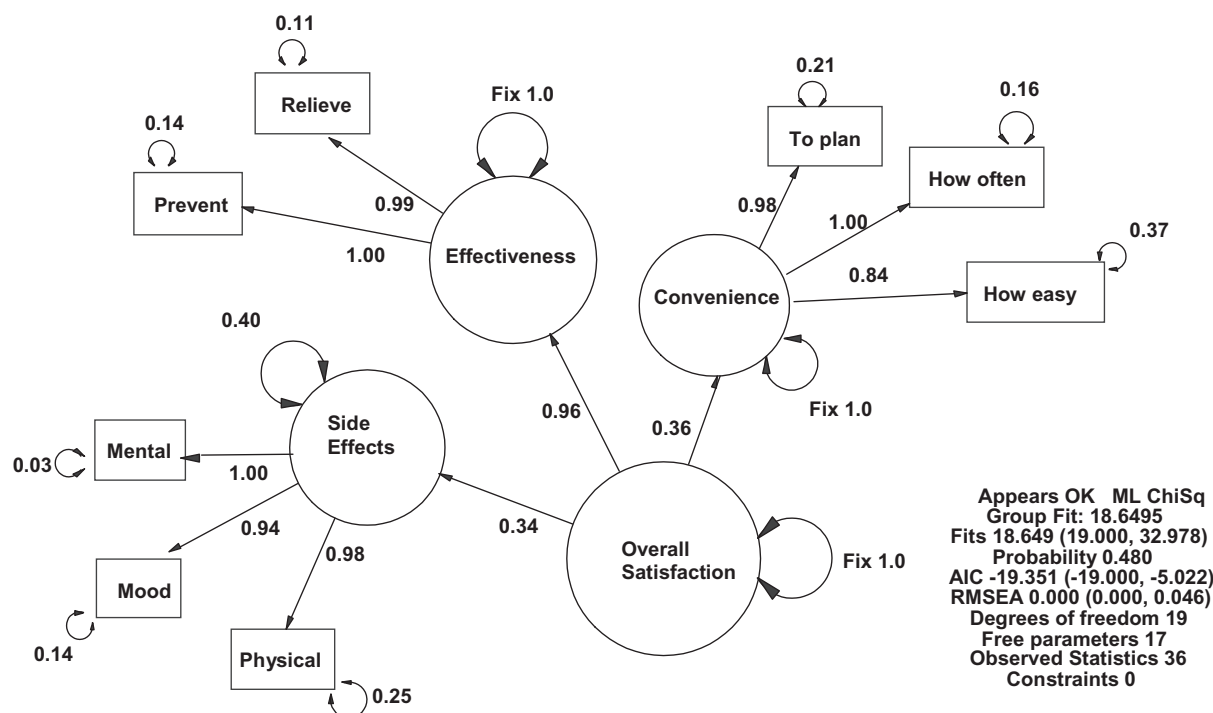 0.11
Relieve
Fix 1.0
0.14
Prevent
0.99
1.00
Effectiveness
0.21
To plan
0.16
How often
0.98
1.00
0.37
How easy
0.84
Convenience
Fix 1.0
0.40
Side
Effects
0.96
0.36
Mental
0.03
1.00
0.94
0.98
0.34
Mood
0.14
Physical
0.25
Overall
Satisfaction
Fix 1.0
Appears OK ML ChiSq
Group Fit: 18.6495
Fits 18.649 (19.000, 32.978)
Probability 0.480
AIC -19.351 (-19.000, -5.022)
RMSEA 0.000 (0.000, 0.046)
Degrees of freedom 19
Free parameters 17
Observed Statistics 36
Constraints 0